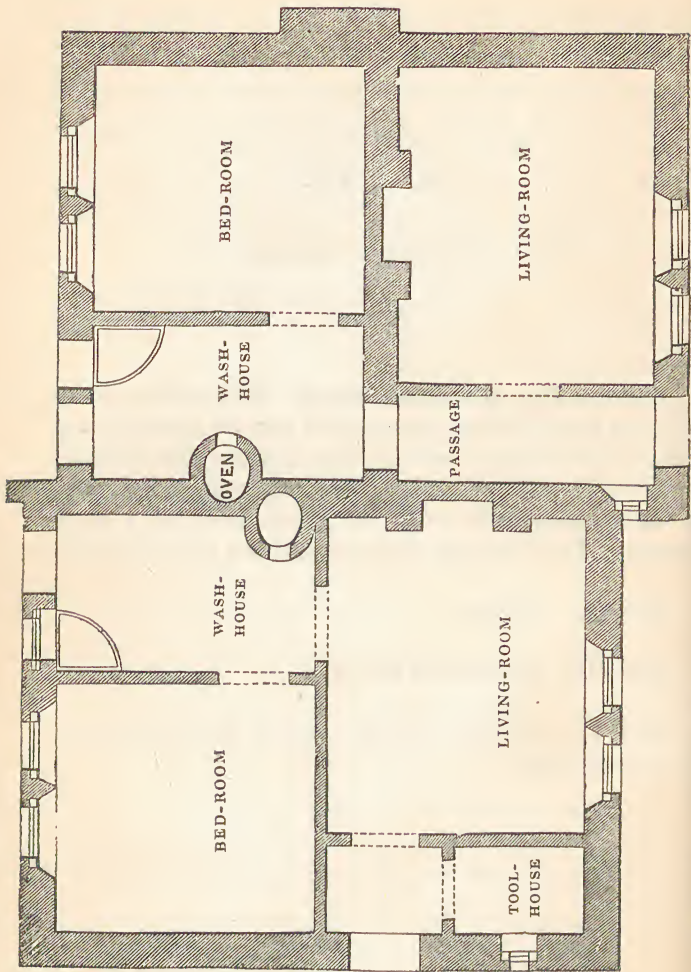 BED-ROOM
WASH-
HOUSE
OVEN
WASH-
HOUSE
BED-ROOM
TOOL-
HOUSE
LIVING-ROOM
PASSAGE
LIVING-ROOM